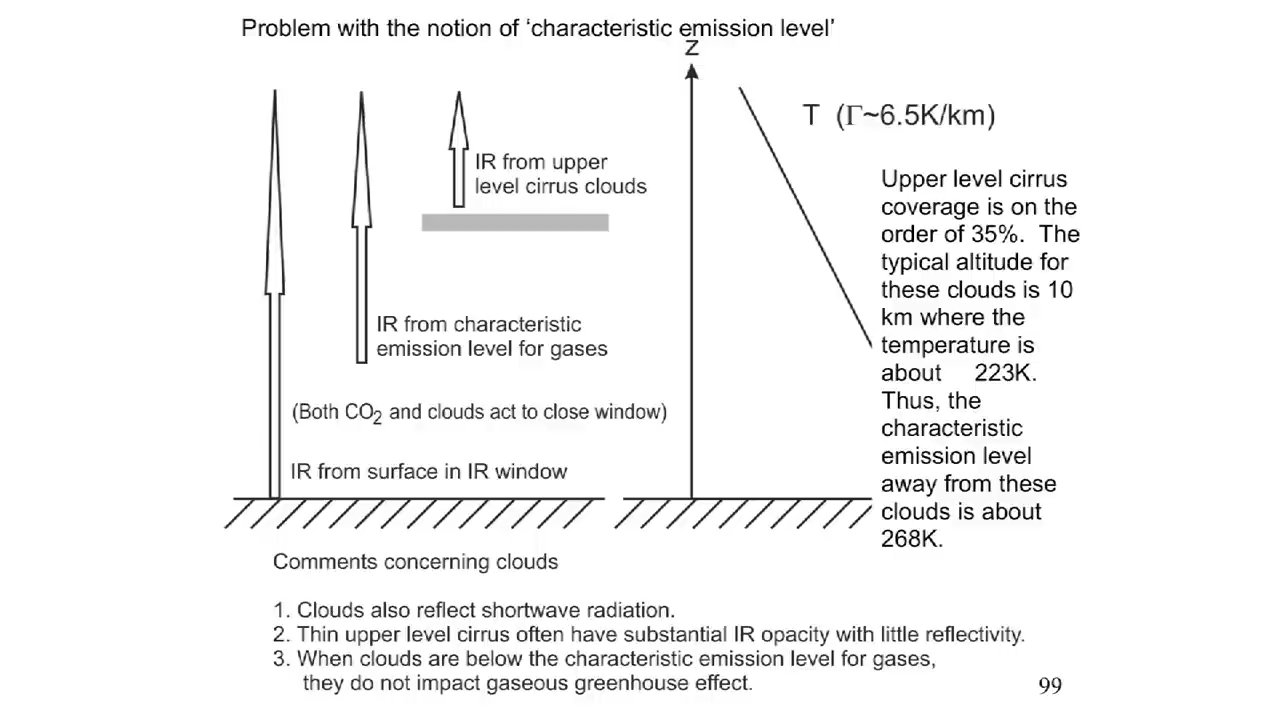 Problem with the notion of ‘characteristic emission level’
Z
T (Γ~6.5K/km)
IR from upper
level cirrus clouds
IR from characteristic
emission level for gases
(Both CO₂ and clouds act to close window)
IR from surface in IR window
Upper level cirrus
coverage is on the
order of 35%. The
typical altitude for
these clouds is 10
km where the
temperature is
about 223K.
Thus, the
characteristic
emission level
away from these
clouds is about
268K.
Comments concerning clouds
1. Clouds also reflect shortwave radiation.
2. Thin upper level cirrus often have substantial IR opacity with little reflectivity.
3. When clouds are below the characteristic emission level for gases,
they do not impact gaseous greenhouse effect.
99